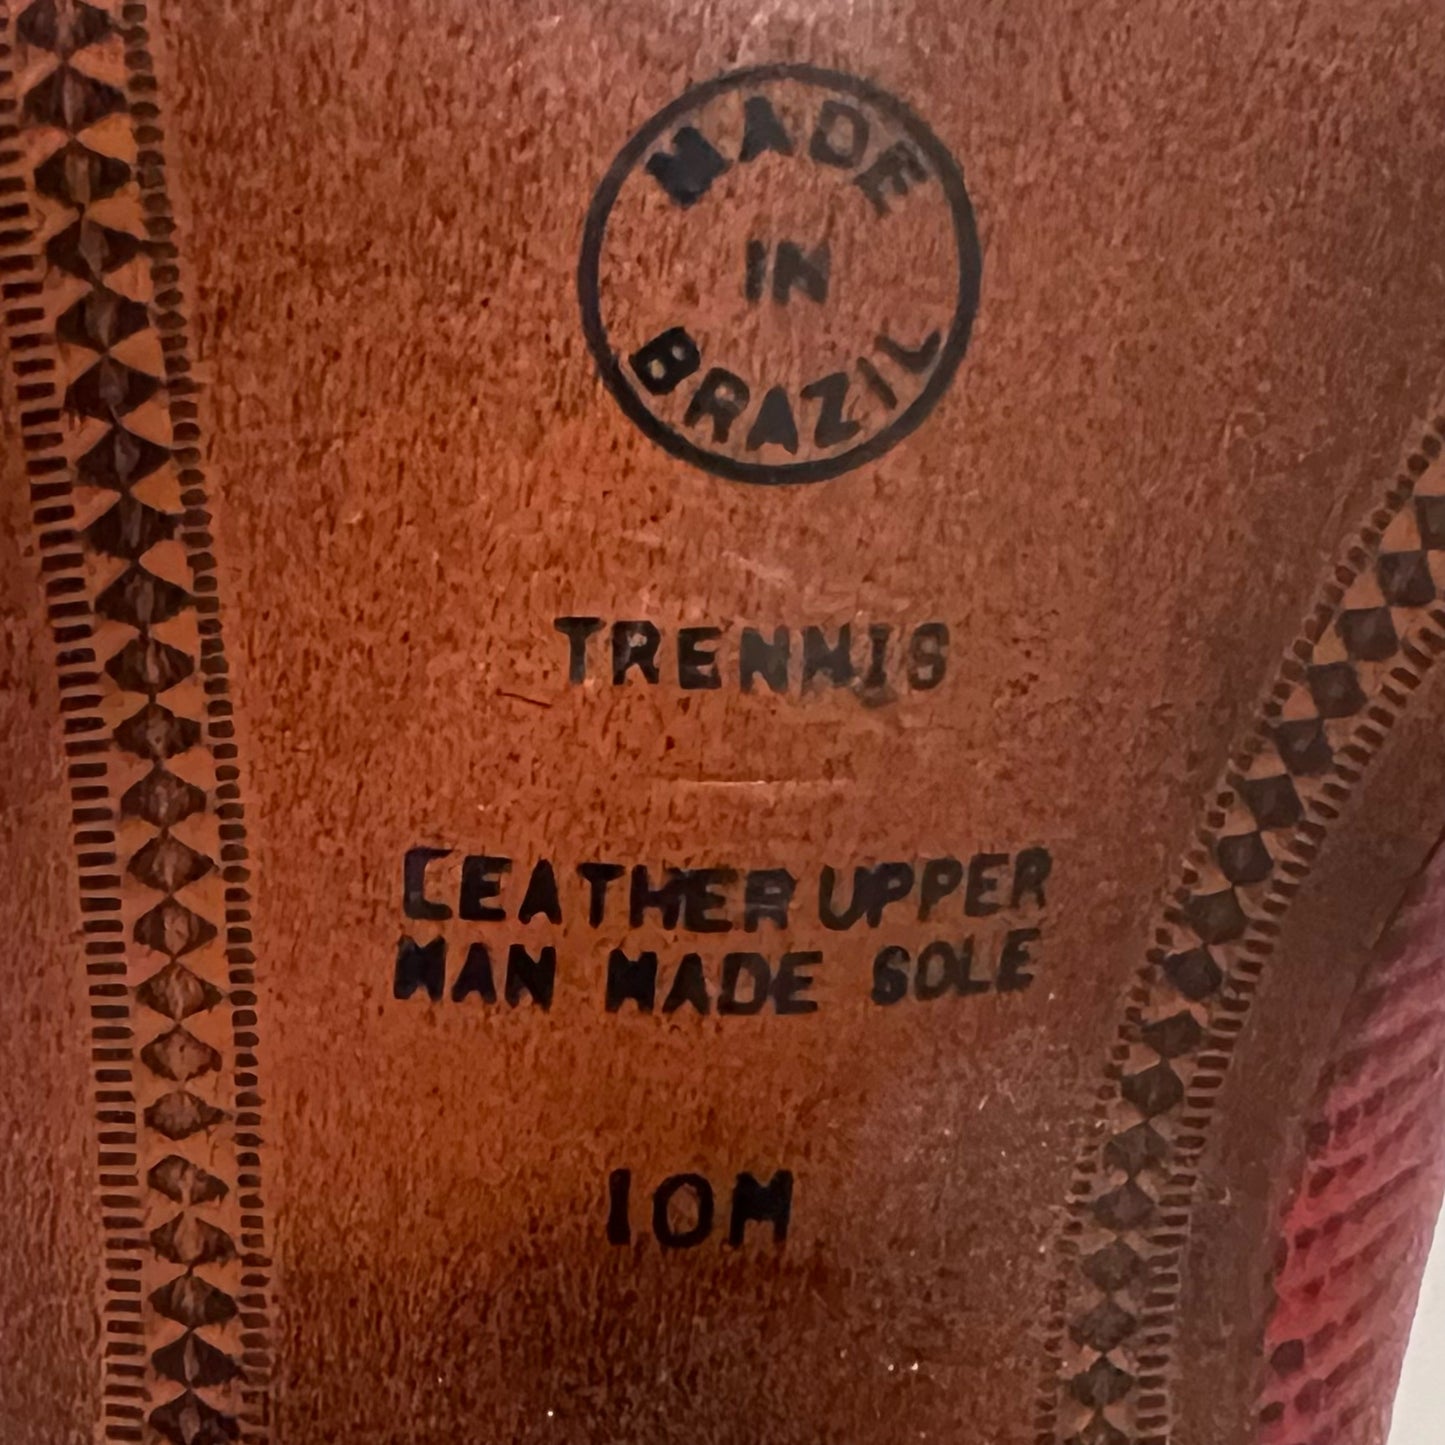 MADE
IN
BRAZIL
TRENNIS
LEATHER UPPER
MAN MADE SOLE
10M